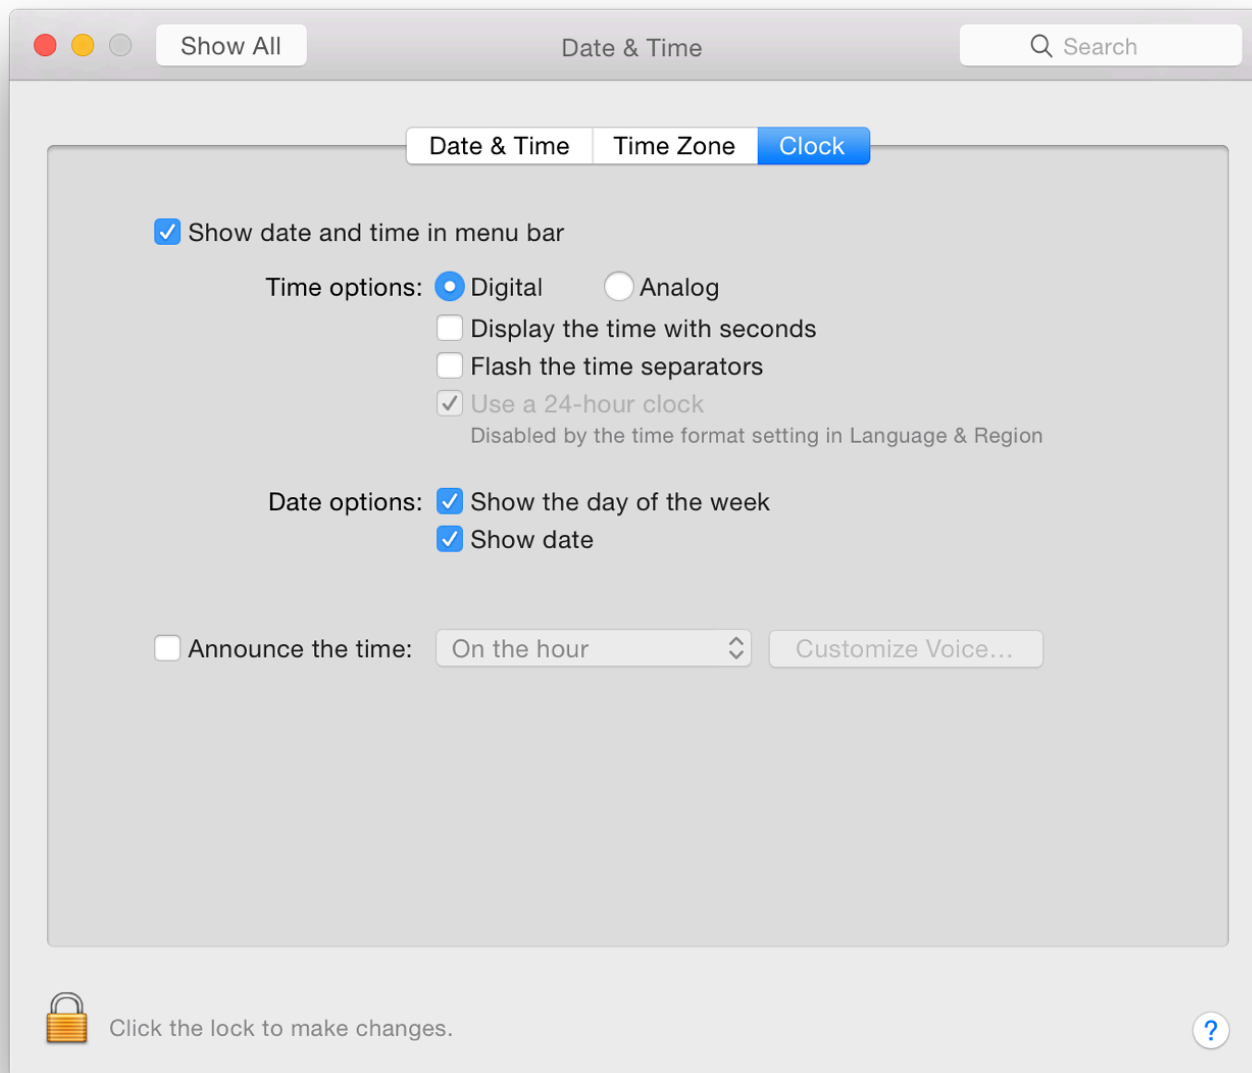 Show All Date & Time Search
Date & Time Time Zone Clock
Show date and time in menu bar
Time options: Digital Analog
Display the time with seconds
Flash the time separators
Use a 24-hour clock
Disabled by the time format setting in Language & Region
Date options: Show the day of the week
Show date
Announce the time: On the hour Customize Voice...
Click the lock to make changes. ?